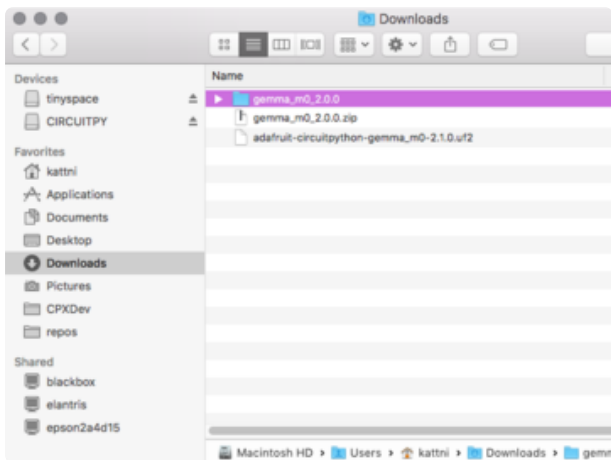 Downloads
Name
Devices
tinyspace
CIRCUITPY
Favorites
kattni
Applications
Documents
Desktop
Downloads
Pictures
CPXDev
repos
Shared
blackbox
elantris
epson2a4d15
gemma_m0_2.0.0
gemma_m0_2.0.0.zip
adafruit-circuitpython-gemma_m0-2.1.0.uf2
Macintosh HD › Users › kattni › Downloads › gemm